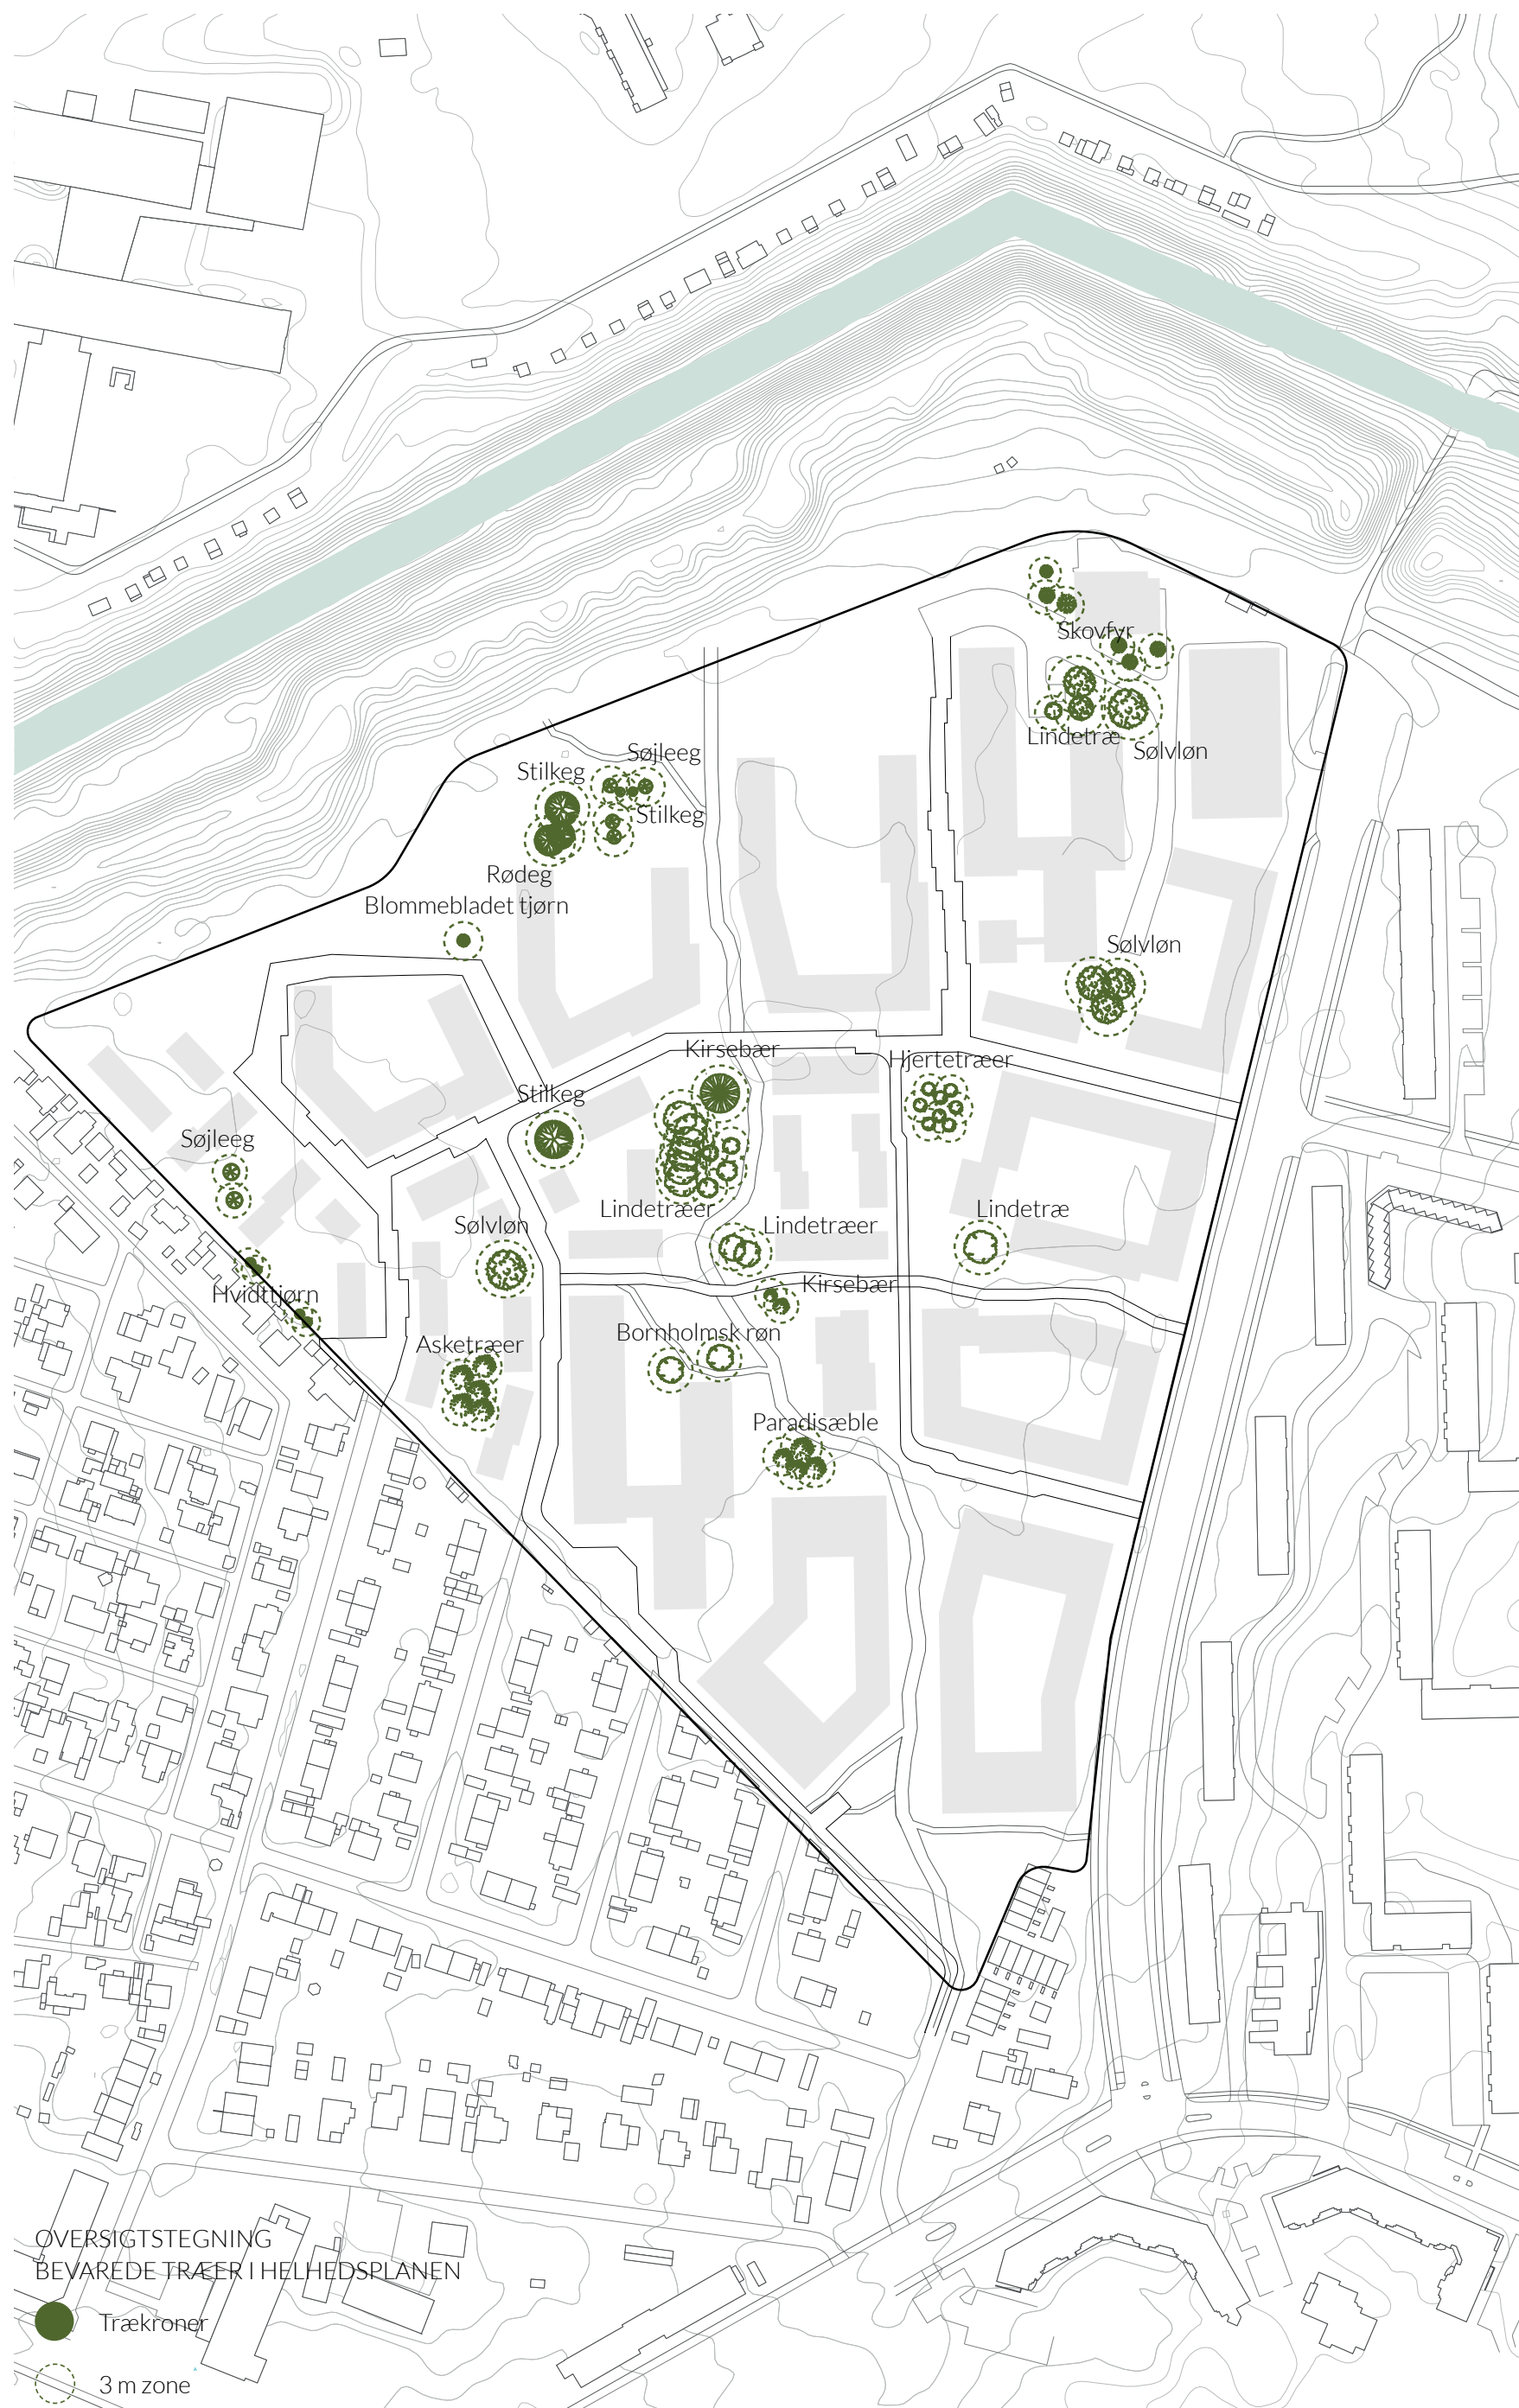 Skovfyr
Lindetræ
Sølvløn
Søjleeg
Stilkeg
Stilkeg
Rødeg
Blommebladet tjørn
Sølvløn
Kirsebær
Hjertetræer
Stilkeg
Søjleeg
Lindetræer
Lindetræ
Sølvløn
Lindetræer
Kirsebær
Hvidttjørn
Bornholmsk røn
Asketræer
Paradisæble
OVERSIGTSTEGNING
BEVAREDE TRÆER I HELHEDSPLANEN
Trækroner
3 m zone